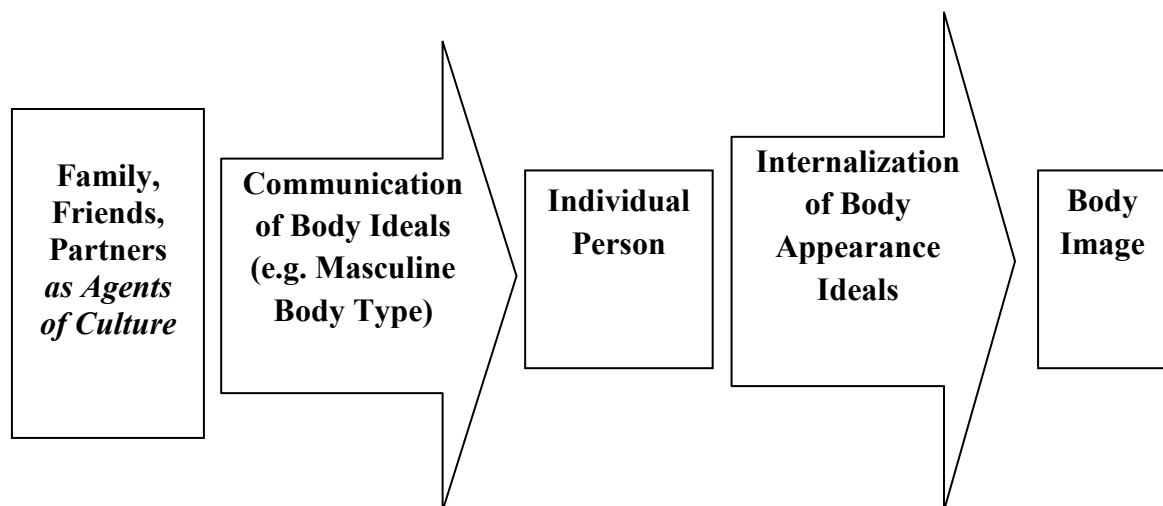 Family,
Friends,
Partners
as Agents
of Culture
Communication
of Body Ideals
(e.g. Masculine
Body Type)
Individual
Person
Internalization
of Body
Appearance
Ideals
Body
Image